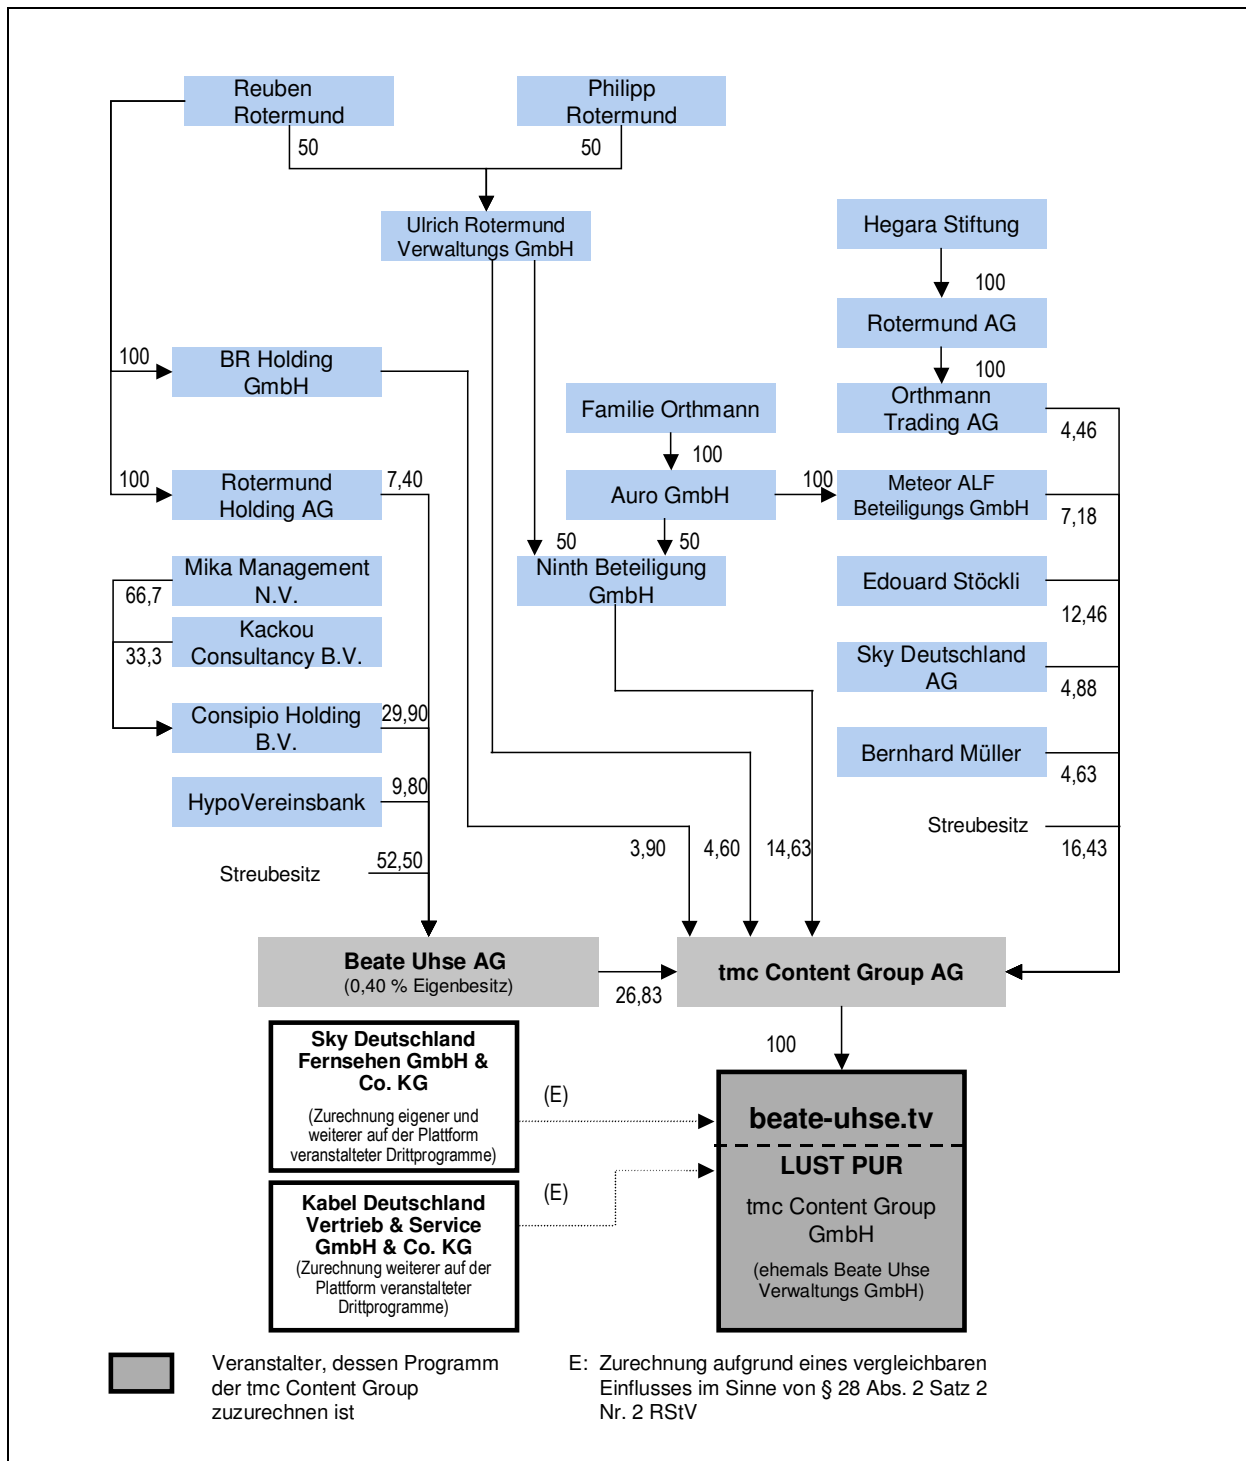 Reuben
Rotermund
Philipp
Rotermund
50
50
Ulrich Rotermund
Verwaltungs GmbH
Hegara Stiftung
100
Rotermund AG
100
100
BR Holding
GmbH
Orthmann
Trading AG
4,46
Familie Orthmann
100
100
Rotermund
Holding AG
7,40
Auro GmbH
100
Meteor ALF
Beteiligungs GmbH
7,18
50
50
Ninth Beteiligung
GmbH
Mika Management
N.V.
66,7
Edouard Stöckli
12,46
Kackou
Consultancy B.V.
33,3
Sky Deutschland
AG
4,88
Consipio Holding
B.V.
29,90
Bernhard Müller
4,63
HypoVereinsbank
9,80
Streubesitz
16,43
3,90
4,60
14,63
Streubesitz
52,50
Beate Uhse AG
(0,40 % Eigenbesitz)
26,83
tmc Content Group AG
100
Sky Deutschland
Fernsehen GmbH &
Co. KG
(Zurechnung eigener und
weiterer auf der Plattform
veranstalteter Drittprogramme)
(E)
Kabel Deutschland
Vertrieb & Service
GmbH & Co. KG
(Zurechnung weiterer auf der
Plattform veranstalteter
Drittprogramme)
(E)
beate-uhse.tv
LUST PUR
tmc Content Group
GmbH
(ehemals Beate Uhse
Verwaltungs GmbH)
Veranstalter, dessen Programm
der tmc Content Group
zuzurechnen ist
E: Zurechnung aufgrund eines vergleichbaren
Einflusses im Sinne von § 28 Abs. 2 Satz 2
Nr. 2 RStV